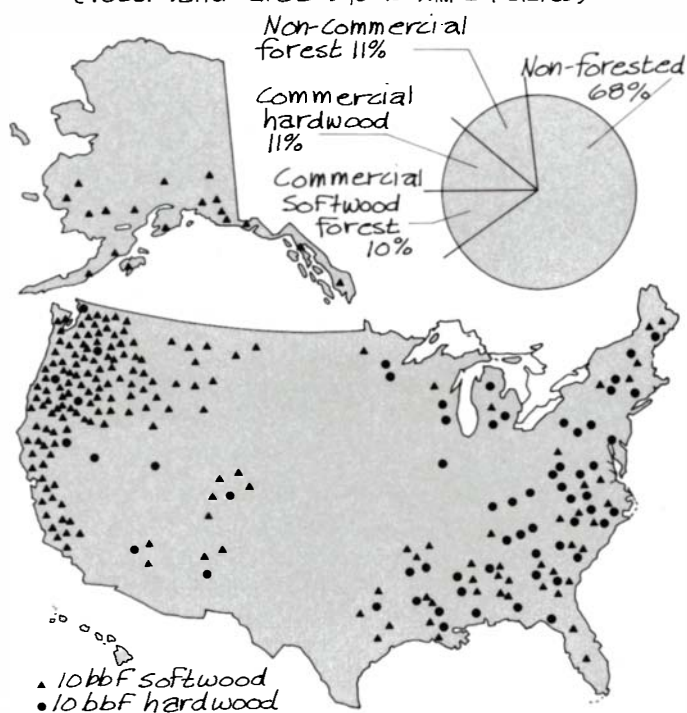 Non-commercial
forest 11%
Non-forested
68%
Commercial
hardwood
11%
Commercial
softwood
forest
10%
10 bbf softwood
10 bbf hardwood